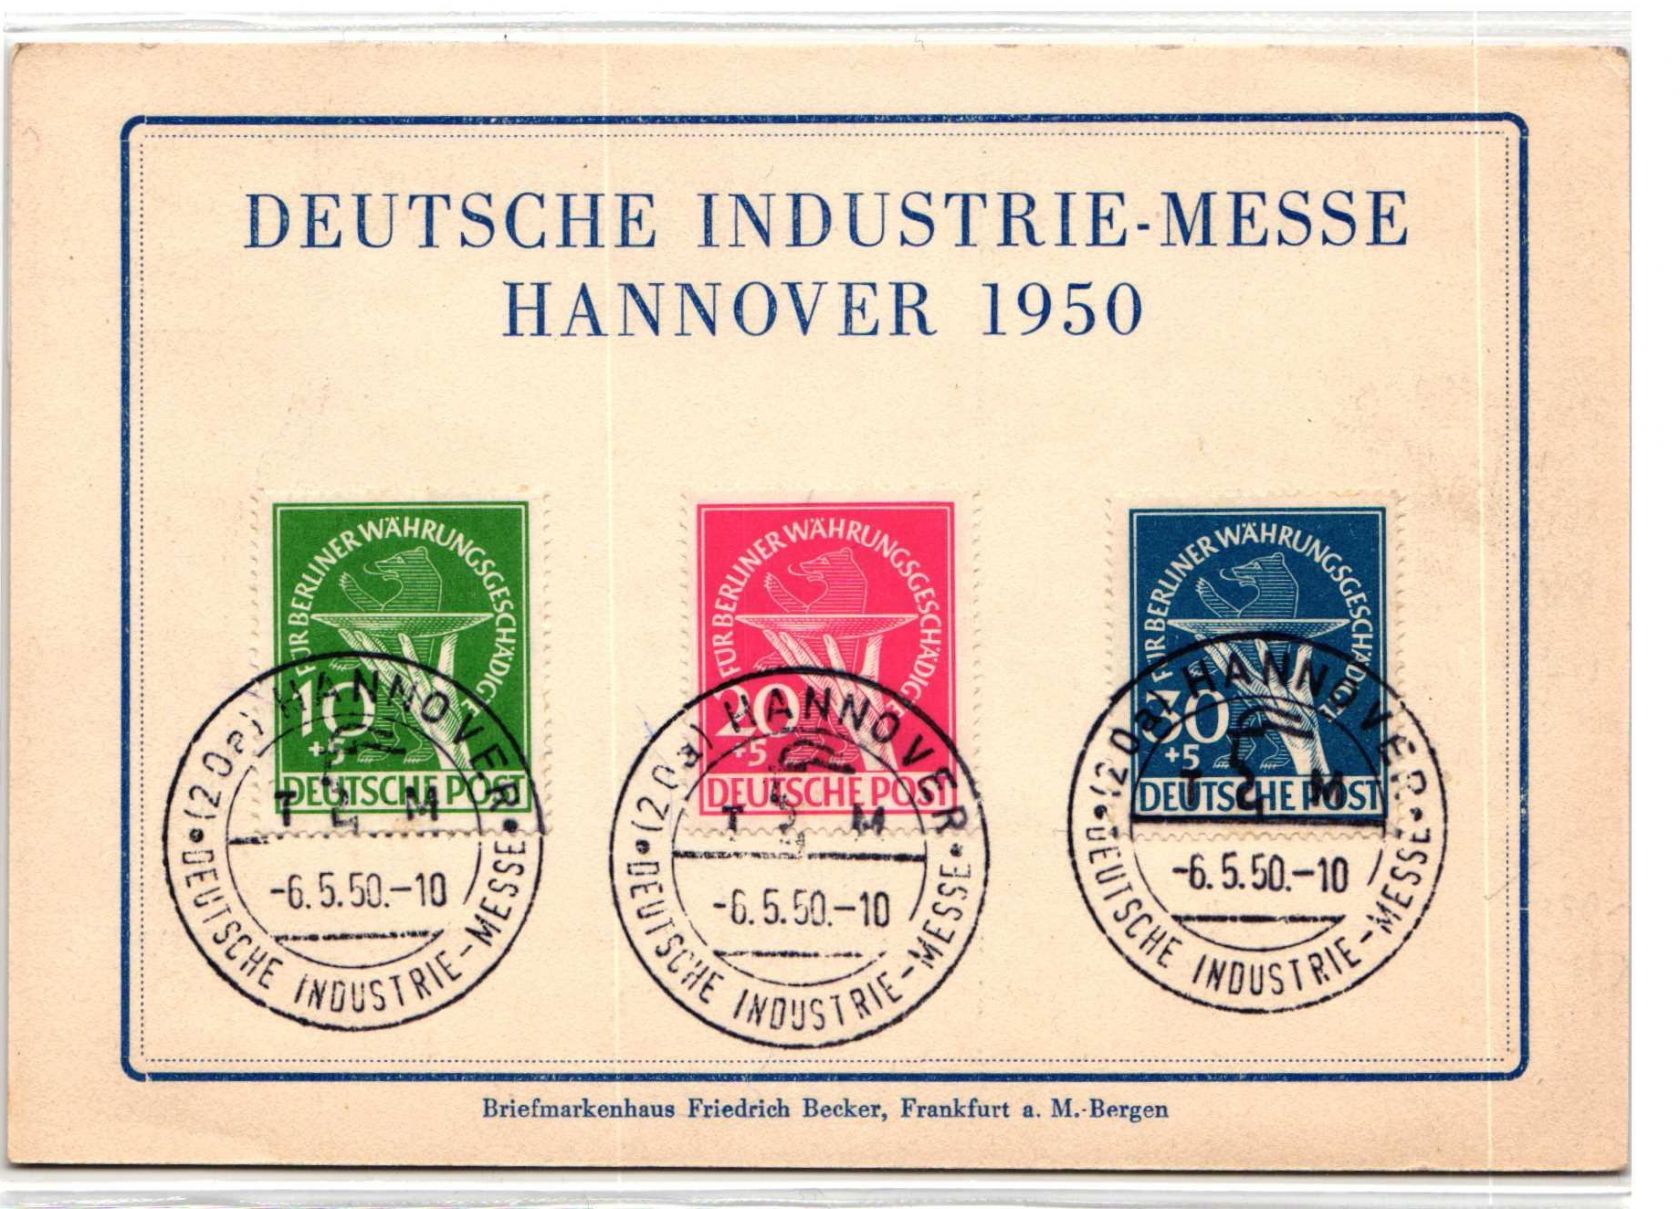 DEUTSCHE INDUSTRIE-MESSE
HANNOVER 1950
FÜR BERLINER WÄHRUNGSGESCHÄDIGTE
10
+5
DEUTSCHE POST
FÜR BERLINER WÄHRUNGSGESCHÄDIGTE
20
+5
DEUTSCHE POST
FÜR BERLINER WÄHRUNGSGESCHÄDIGTE
30
+5
DEUTSCHE POST
(20a) HANNOVER
T M
-6.5.50.-10
DEUTSCHE INDUSTRIE-MESSE
(20a) HANNOVER
T M
-6.5.50.-10
DEUTSCHE INDUSTRIE-MESSE
(20a) HANNOVER
T M
-6.5.50.-10
DEUTSCHE INDUSTRIE-MESSE
Briefmarkenhaus Friedrich Becker, Frankfurt a. M.-Bergen